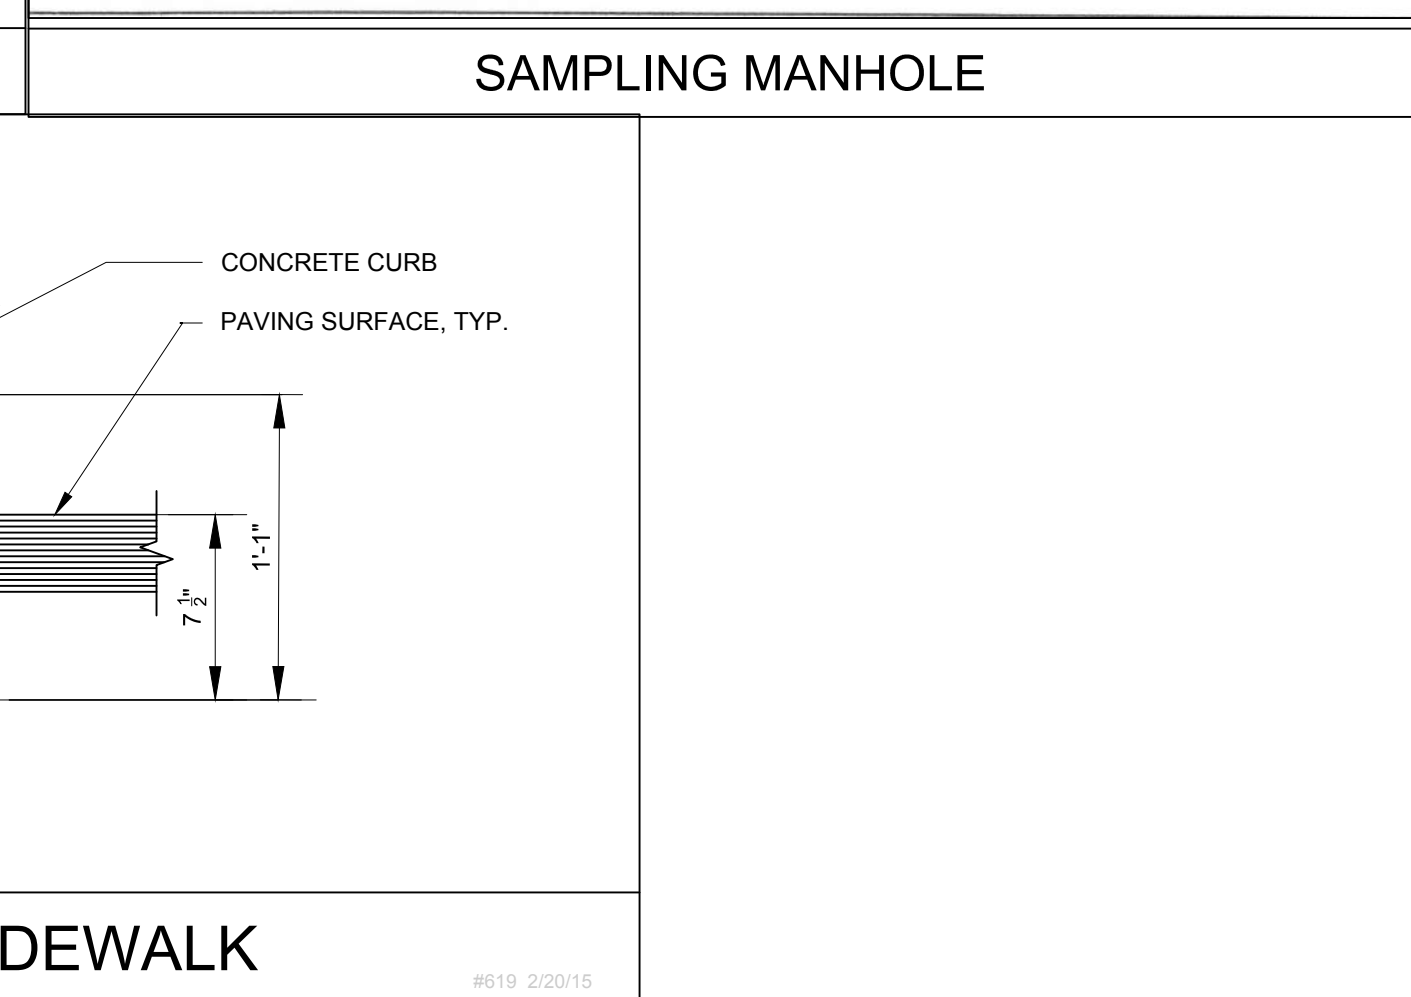 SAMPLING MANHOLE
CONCRETE CURB
PAVING SURFACE, TYP.
1'-1"
7 1/2"
DEWALK
#619 2/20/15